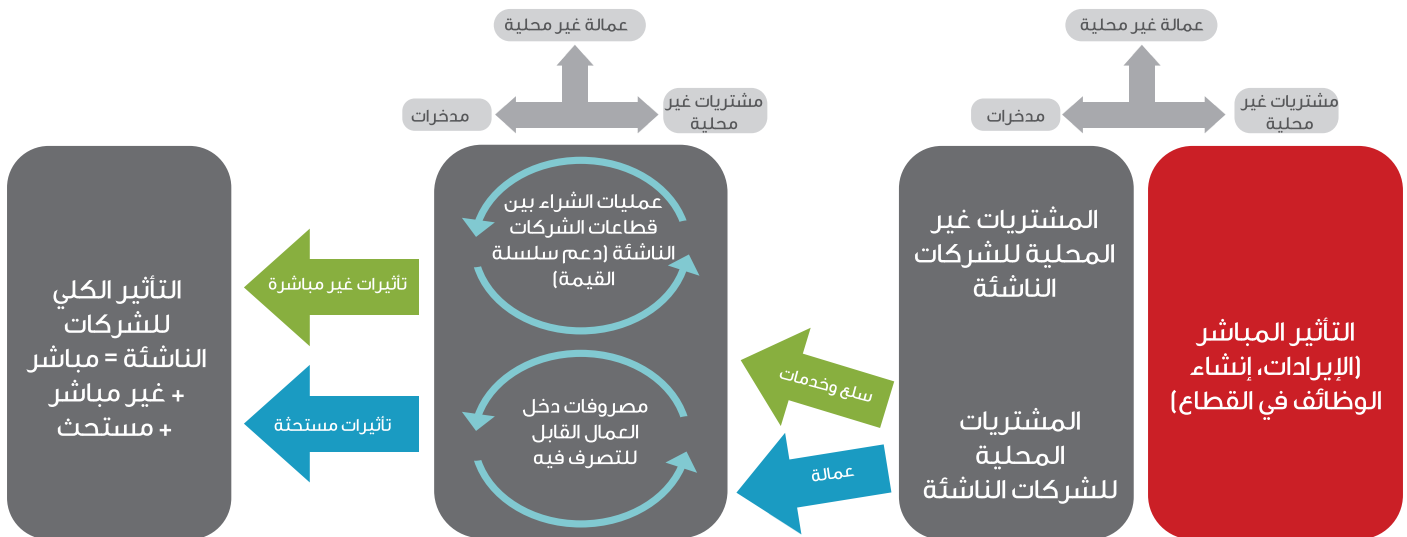 عمالة غير محلية
مشتريات غير
محلية
مدخرات
عمالة غير محلية
مشتريات غير
محلية
مدخرات
التأثير المباشر
(الإيرادات، إنشاء
الوظائف في القطاع)
المشتريات غير
المحلية للشركات
الناشئة
المشتريات
المحلية
للشركات الناشئة
سلع وخدمات
عمالة
عمليات الشراء بين
قطاعات الشركات
الناشئة (دعم سلسلة
القيمة)
مصروفات دخل
العمال القابل
للتصرف فيه
تأثيرات غير مباشرة
تأثيرات مستحثة
التأثير الكلي
للشركات
الناشئة = مباشر
+ غير مباشر
+ مستحث